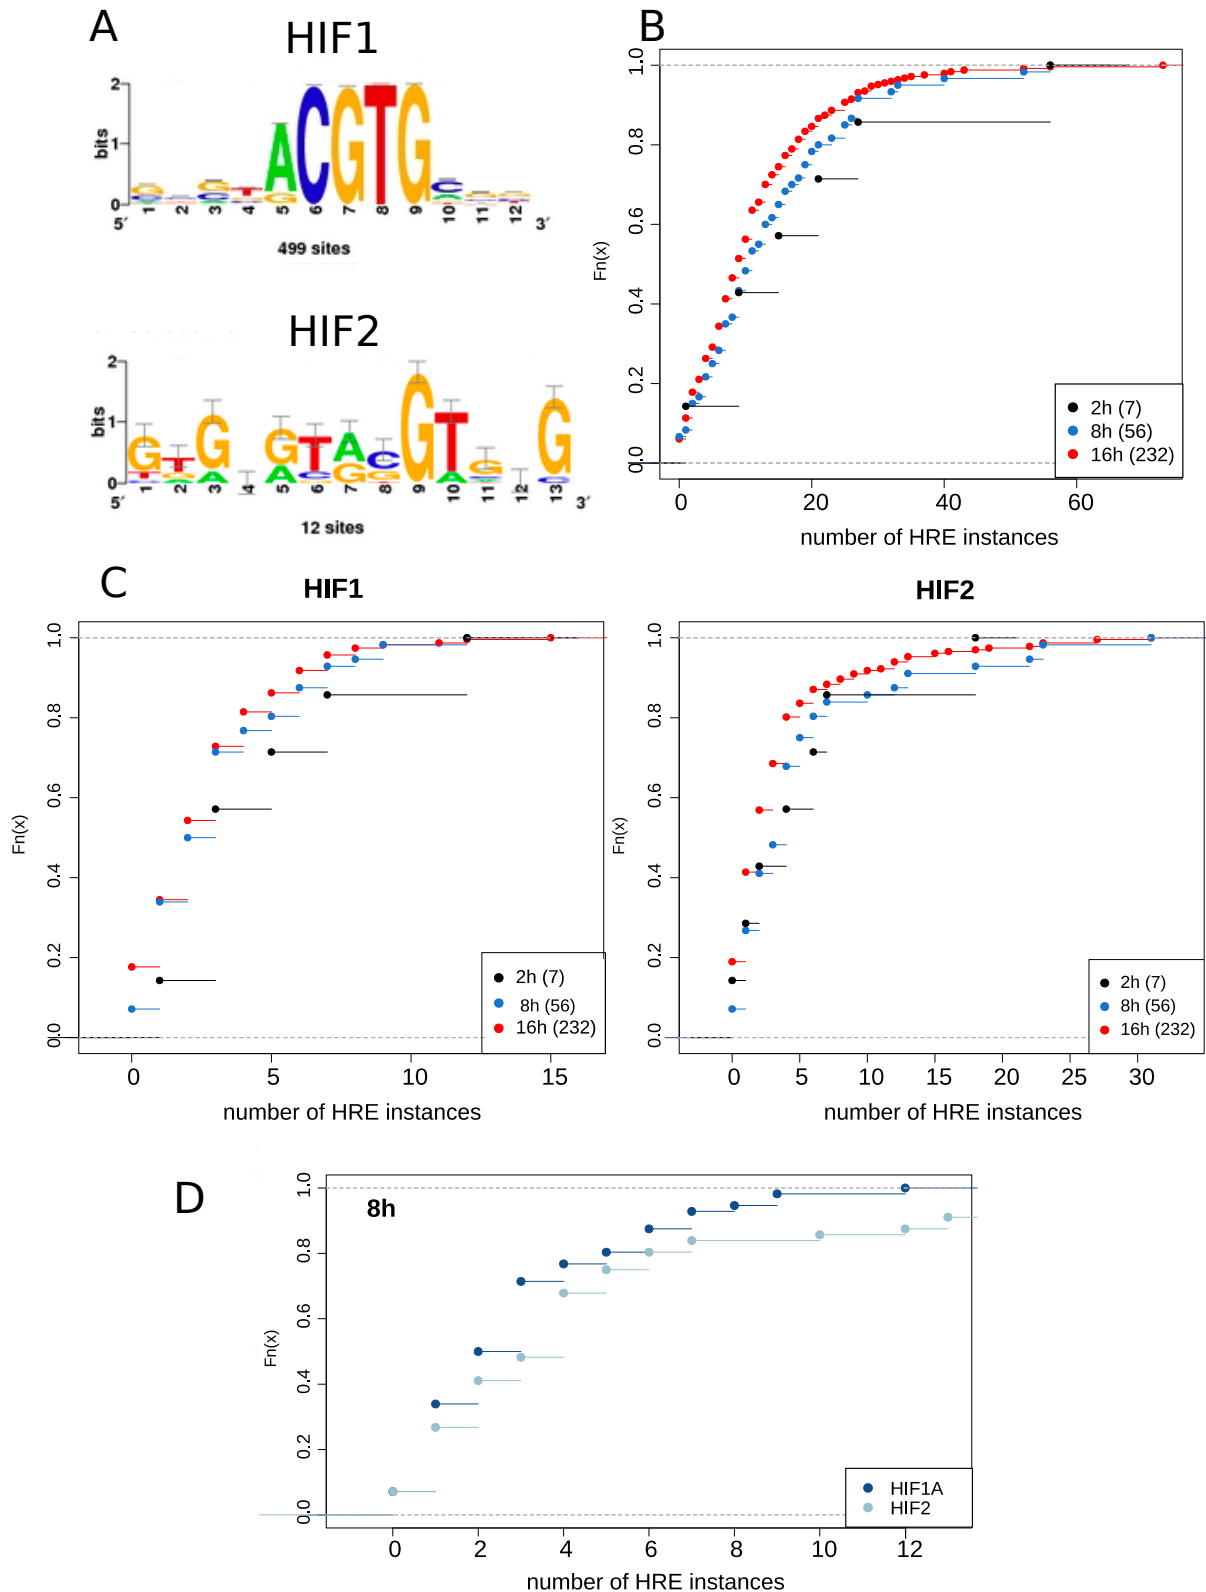 A
HIF1
2
1
0
bits
ACGTG
1 2 3 4 5 6 7 8 9 10 11 12
5′ 3′
499 sites
HIF2
2
1
0
bits
1 2 3 4 5 6 7 8 9 10 11 12 13
5′ 3′
12 sites
B
Fn(x)
0.0 0.2 0.4 0.6 0.8 1.0
2h (7)
8h (56)
16h (232)
0 20 40 60
number of HRE instances
C
HIF1
Fn(x)
0.0 0.2 0.4 0.6 0.8 1.0
2h (7)
8h (56)
16h (232)
0 5 10 15
number of HRE instances
HIF2
Fn(x)
0.0 0.2 0.4 0.6 0.8 1.0
2h (7)
8h (56)
16h (232)
0 5 10 15 20 25 30
number of HRE instances
D
8h
Fn(x)
0.0 0.2 0.4 0.6 0.8 1.0
HIF1A
HIF2
0 2 4 6 8 10 12
number of HRE instances